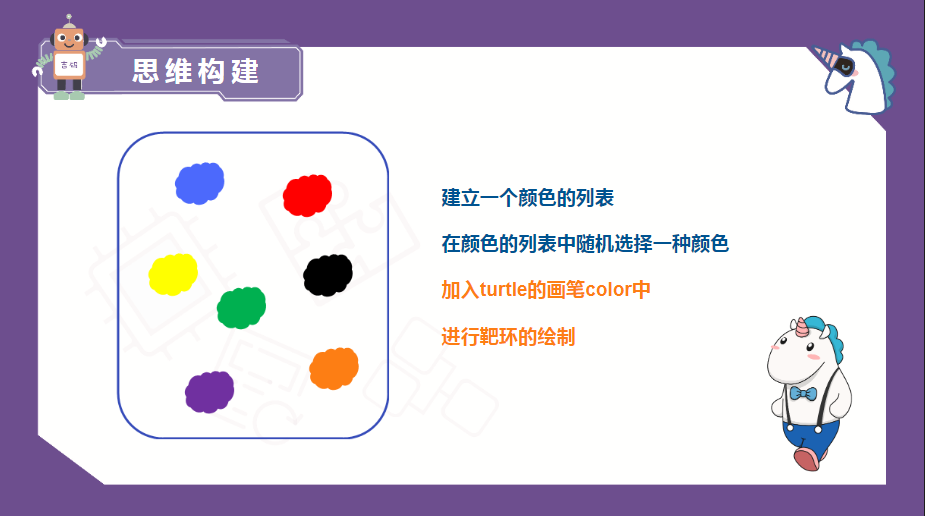 思维构建
建立一个颜色的列表
在颜色的列表中随机选择一种颜色
加入turtle的画笔color中
进行靶环的绘制